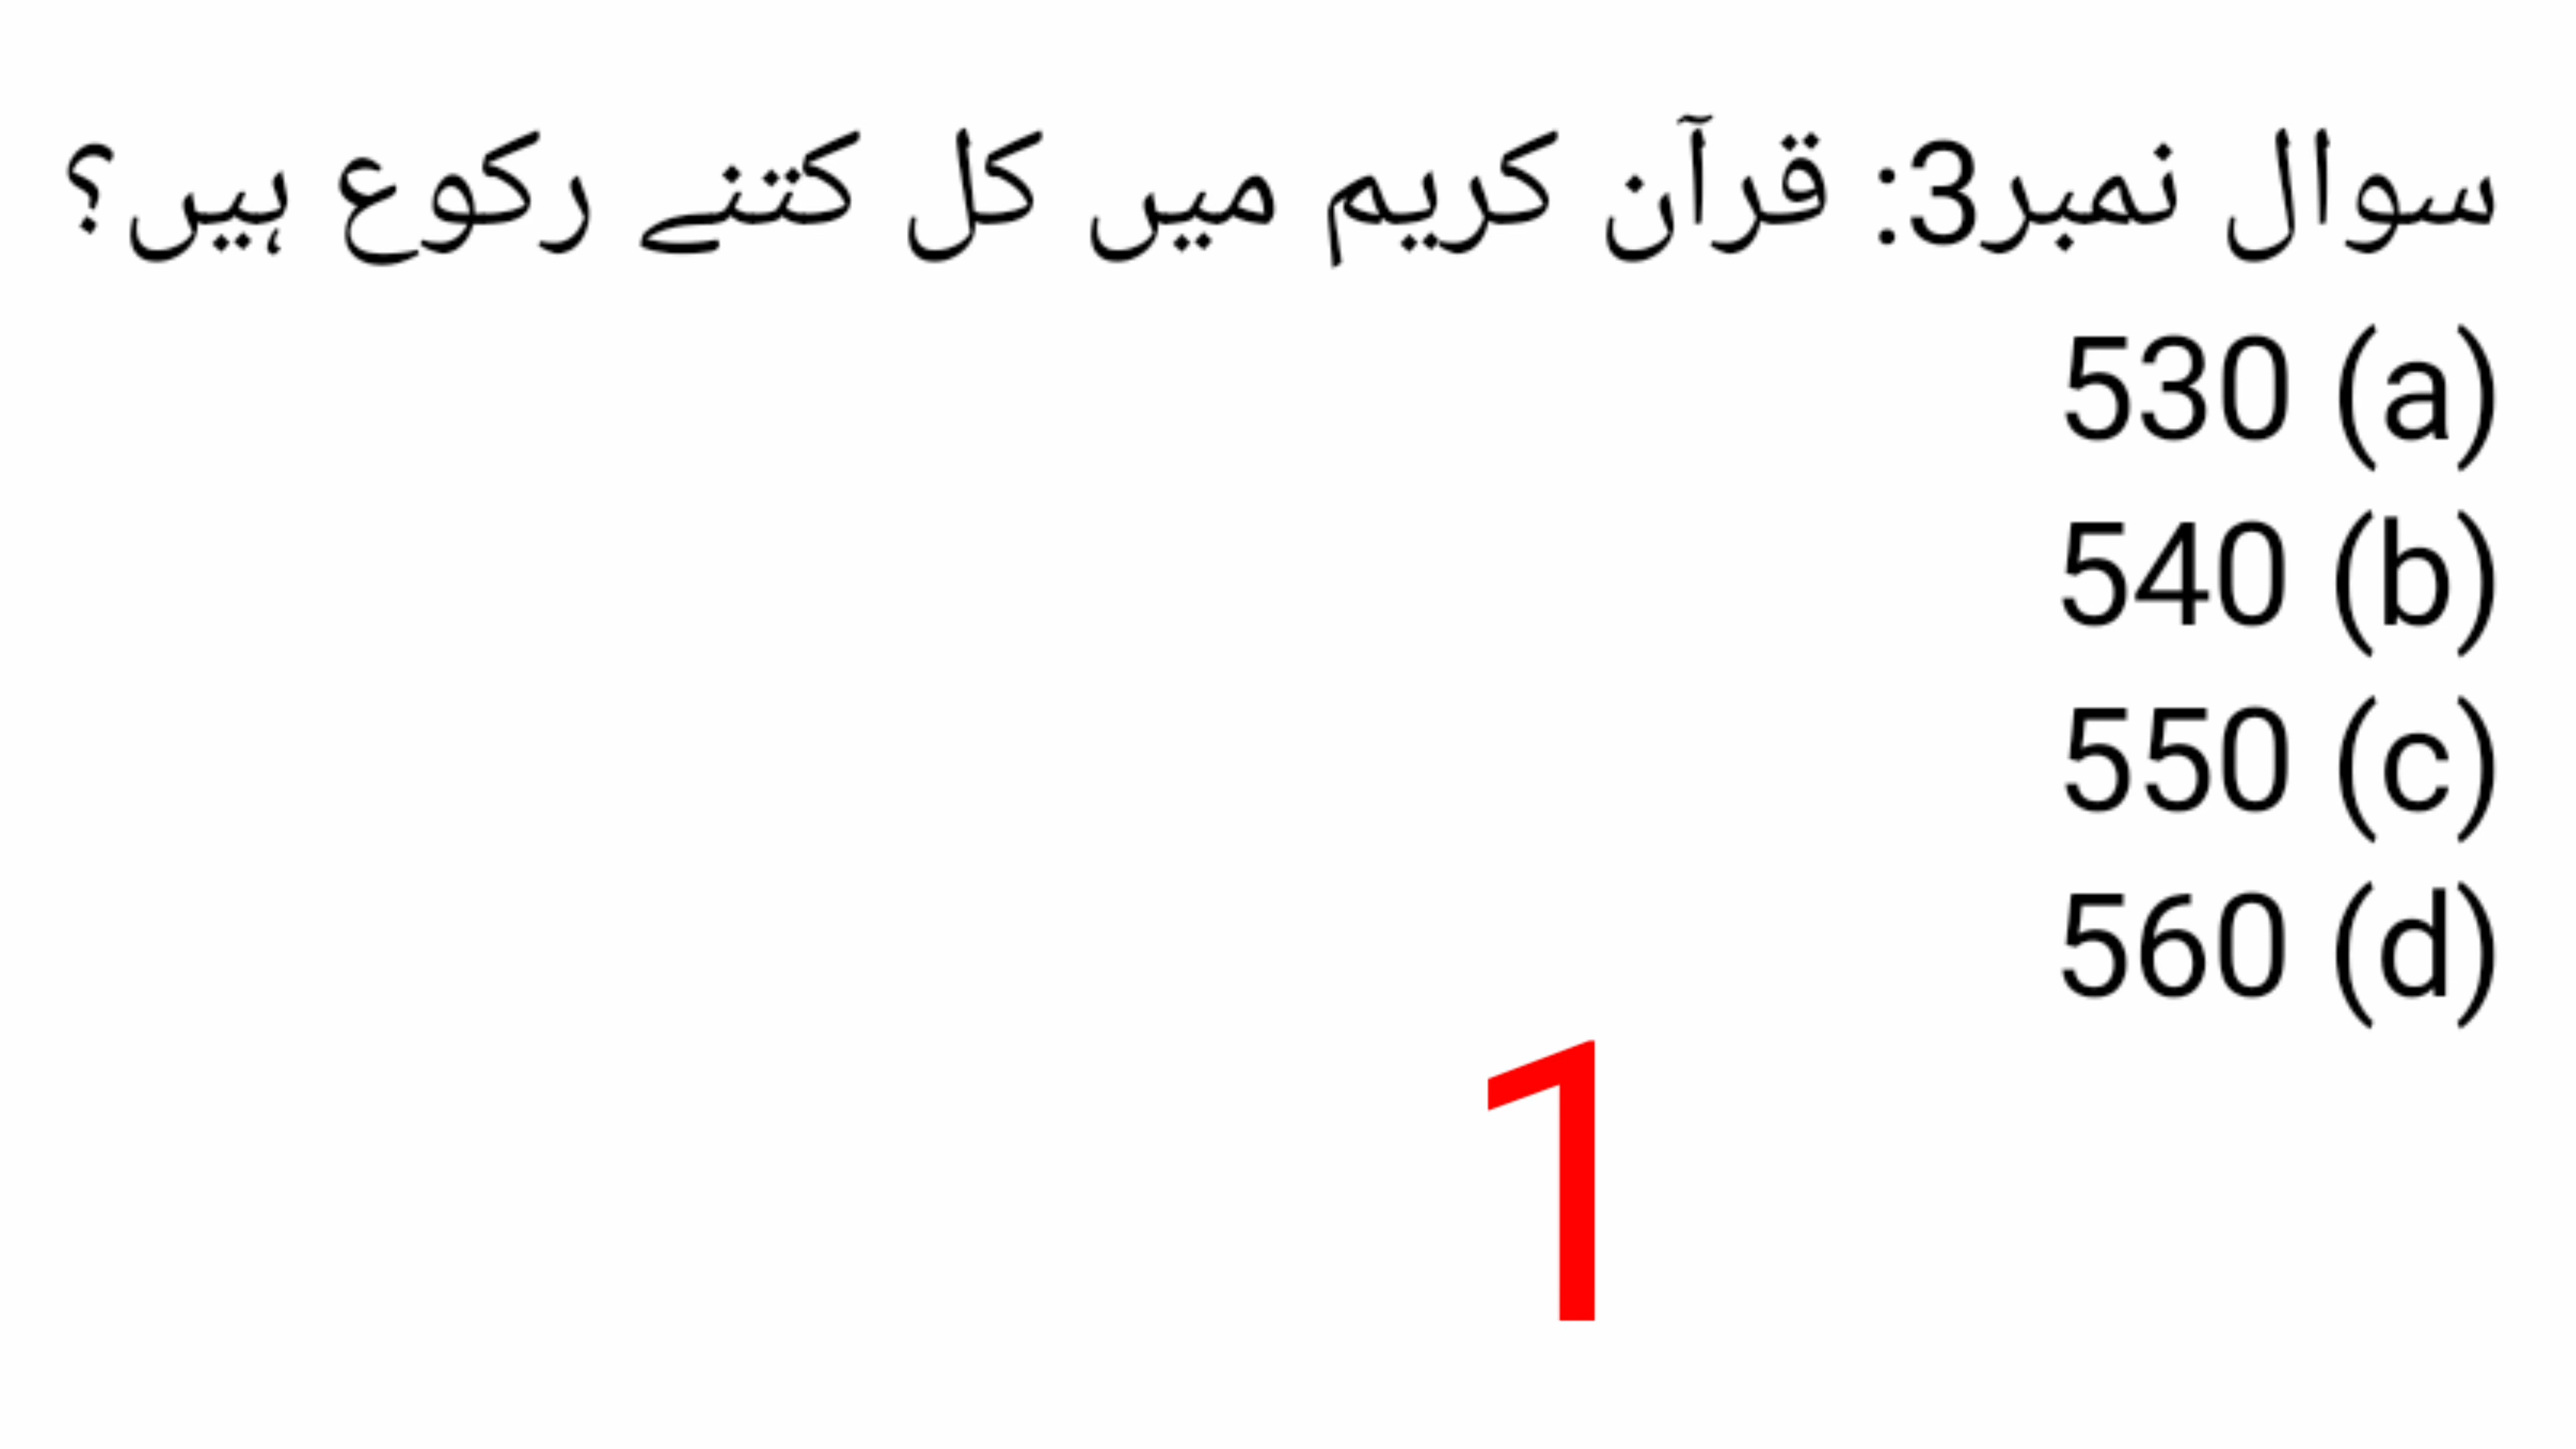 سوال نمبر3: قرآن کریم میں کل کتنے رکوع ہیں؟
(a) 530
(b) 540
(c) 550
(d) 560
1